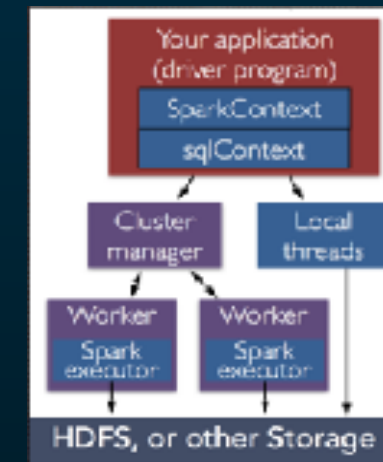 Your application
(driver program)
SparkContext
sqlContext
Cluster
manager
Local
threads
Worker
Spark
executor
Worker
Spark
executor
HDFS, or other Storage